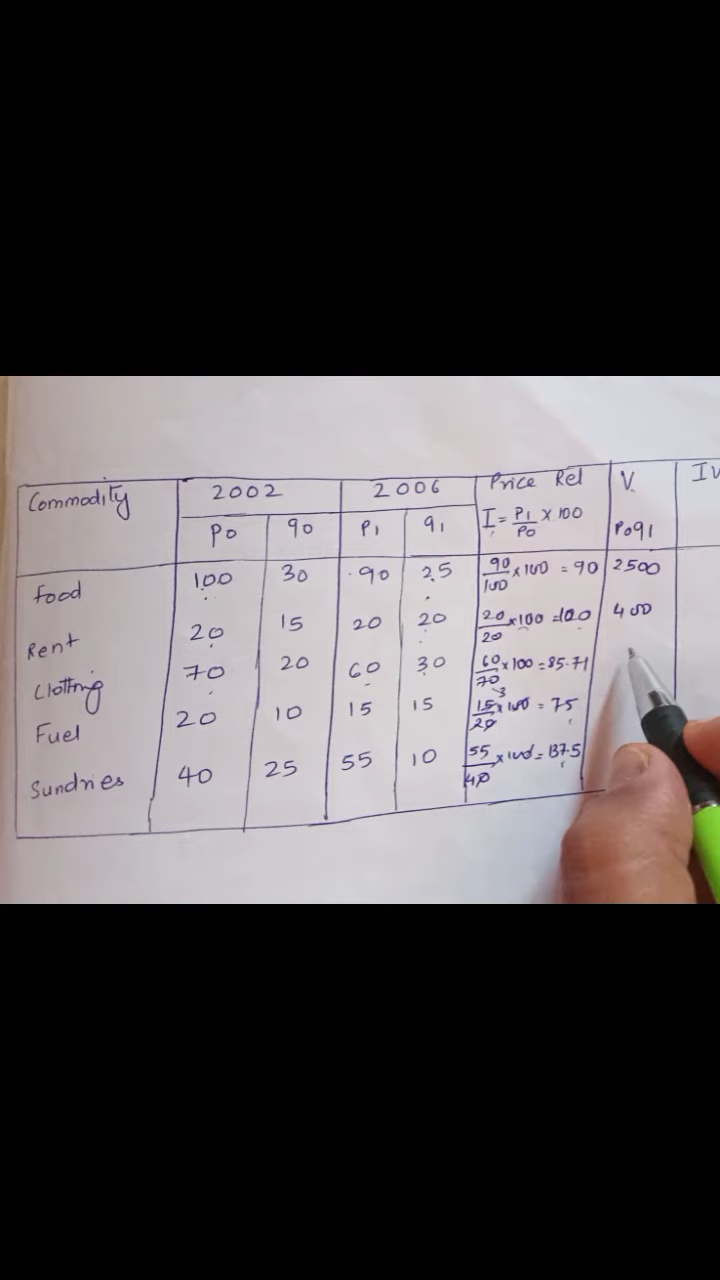 Commodity 2002 2006 Price Rel V. IV
P0 q0 P1 q1 I = P1/P0 x 100 P0q1
Food 100 30 90 25 90/100 x 100 = 90 2500
Rent 20 15 20 20 20/20 x 100 = 100 400
Clotting 70 20 60 30 60/70 x 100 = 85.71
Fuel 20 10 15 15 15/20 x 100 = 75
Sundries 40 25 55 10 55/40 x 100 = 137.5